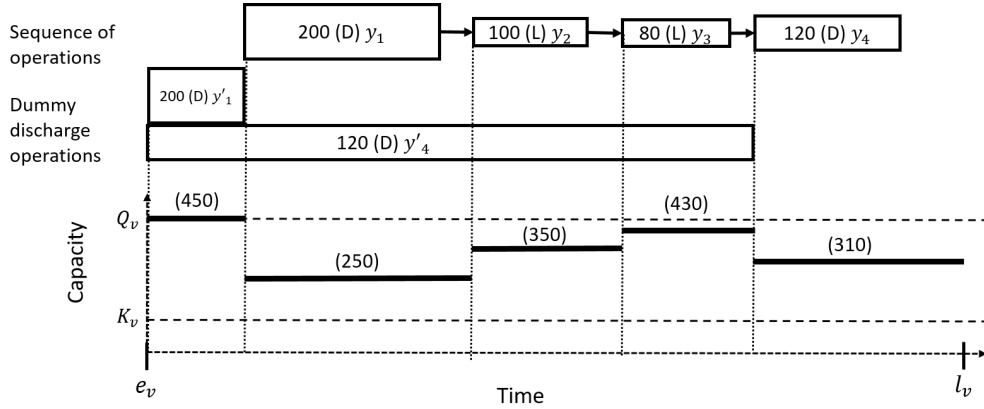 Sequence of
operations
200 (D) y₁
100 (L) y₂
80 (L) y₃
120 (D) y₄
Dummy
discharge
operations
200 (D) y'₁
120 (D) y'₄
Capacity
Qᵥ
Kᵥ
(450)
(250)
(350)
(430)
(310)
eᵥ
Time
lᵥ